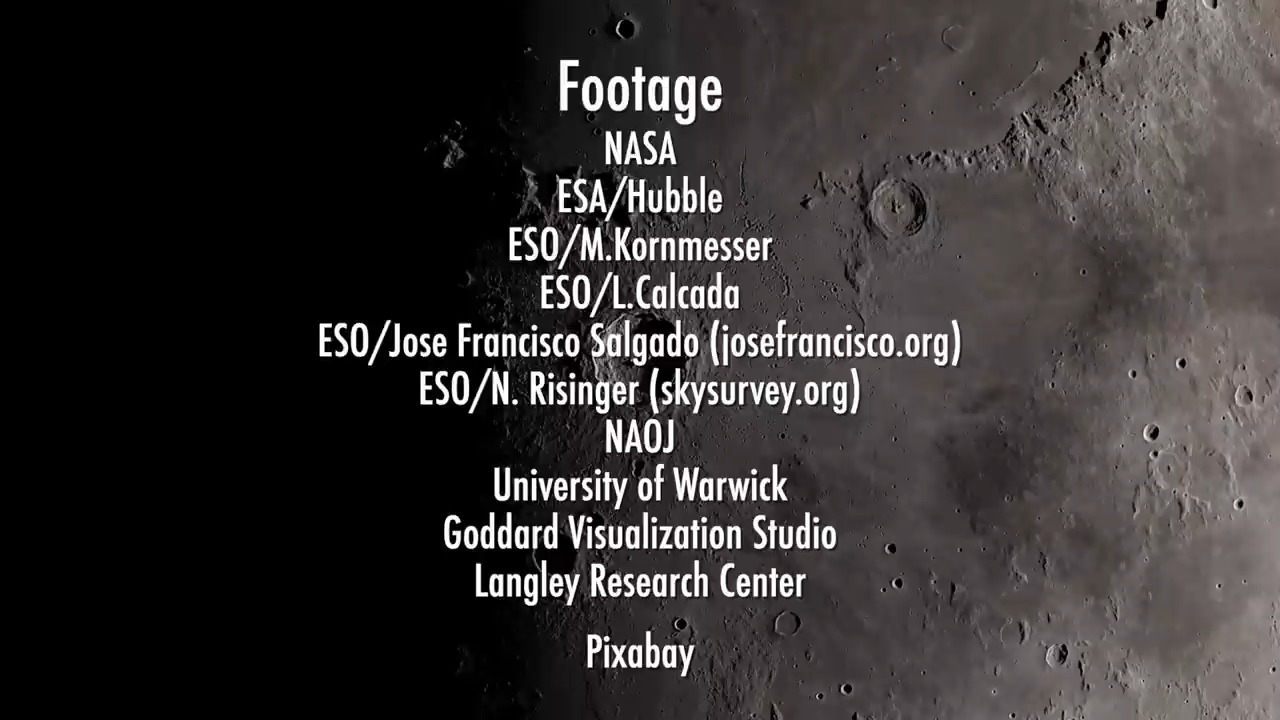 Footage
NASA
ESA/Hubble
ESO/M.Kornmesser
ESO/L.Calcada
ESO/Jose Francisco Salgado (josefrancisco.org)
ESO/N. Risinger (skysurvey.org)
NAOJ
University of Warwick
Goddard Visualization Studio
Langley Research Center
Pixabay